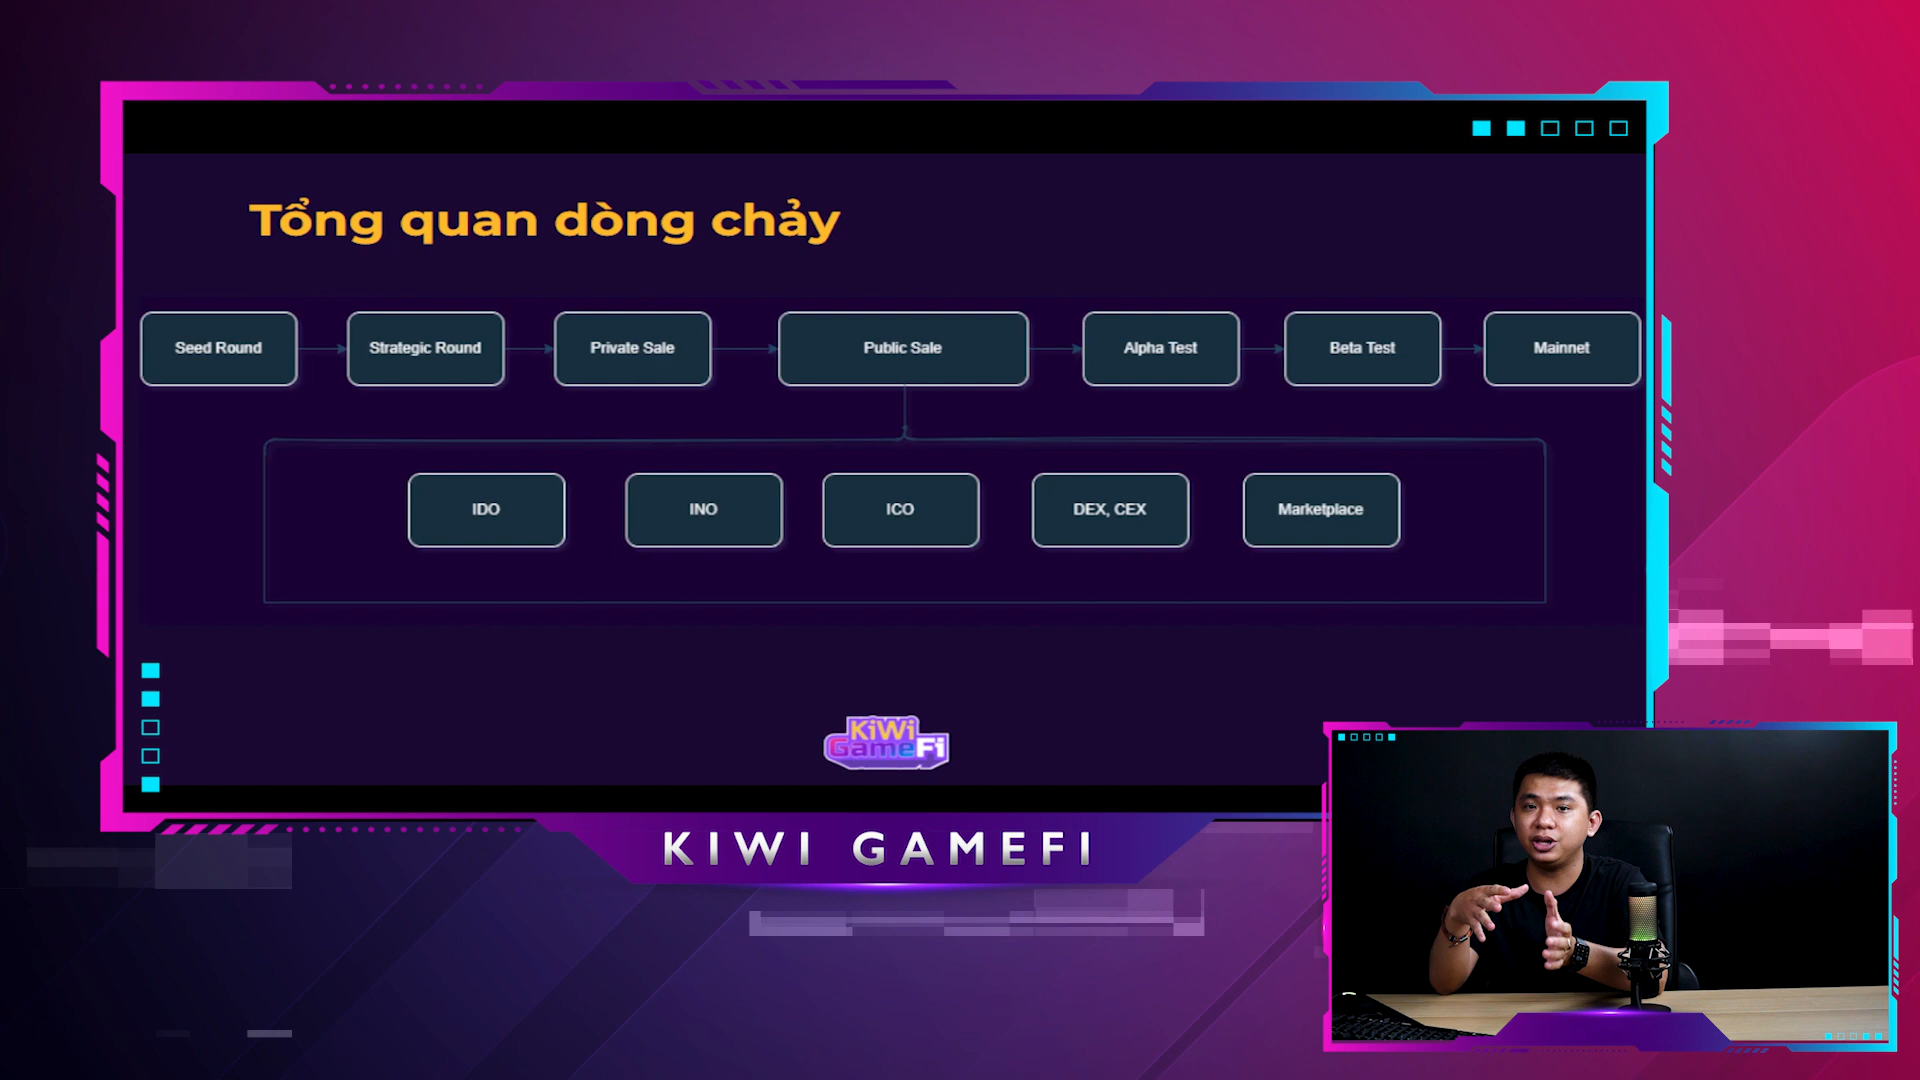 Tổng quan dòng chảy
Seed Round
Strategic Round
Private Sale
Public Sale
Alpha Test
Beta Test
Mainnet
IDO
INO
ICO
DEX, CEX
Marketplace
KiWi
GameFi
KIWI GAMEFI